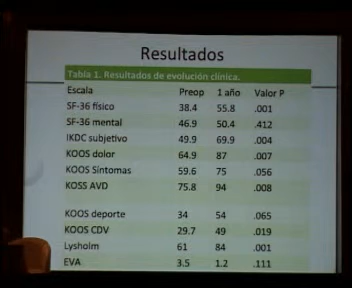 Resultados
Tabla 1. Resultados de evolución clínica.
Escala Preop 1 año Valor P
SF-36 físico 38.4 55.8 .001
SF-36 mental 46.9 50.4 .412
IKDC subjetivo 49.9 69.9 .004
KOOS dolor 64.9 87 .007
KOOS Síntomas 59.6 75 .056
KOSS AVD 75.8 94 .008
KOOS deporte 34 54 .065
KOOS CDV 29.7 49 .019
Lysholm 61 84 .001
EVA 3.5 1.2 .111